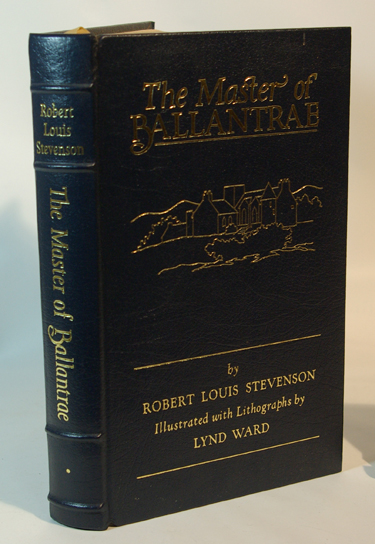 Robert
Louis
Stevenson
The Master of Ballantrae
The Master of
BALLANTRAE
by
ROBERT LOUIS STEVENSON
Illustrated with Lithographs by
LYND WARD